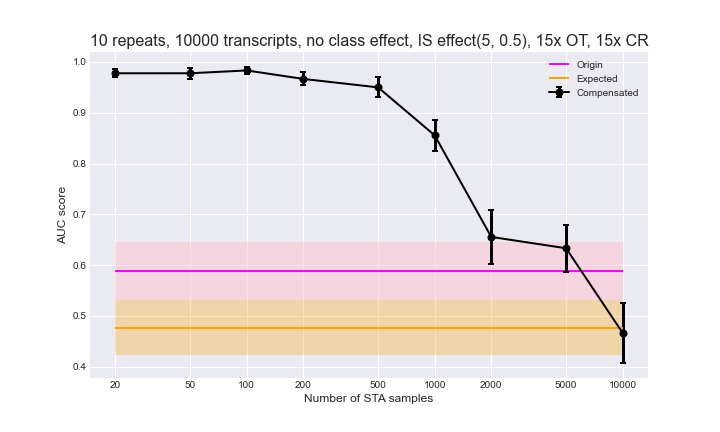 10 repeats, 10000 transcripts, no class effect, IS effect(5, 0.5), 15x OT, 15x CR
Origin
Expected
Compensated
AUC score
1.0
0.9
0.8
0.7
0.6
0.5
0.4
20 50 100 200 500 1000 2000 5000 10000
Number of STA samples